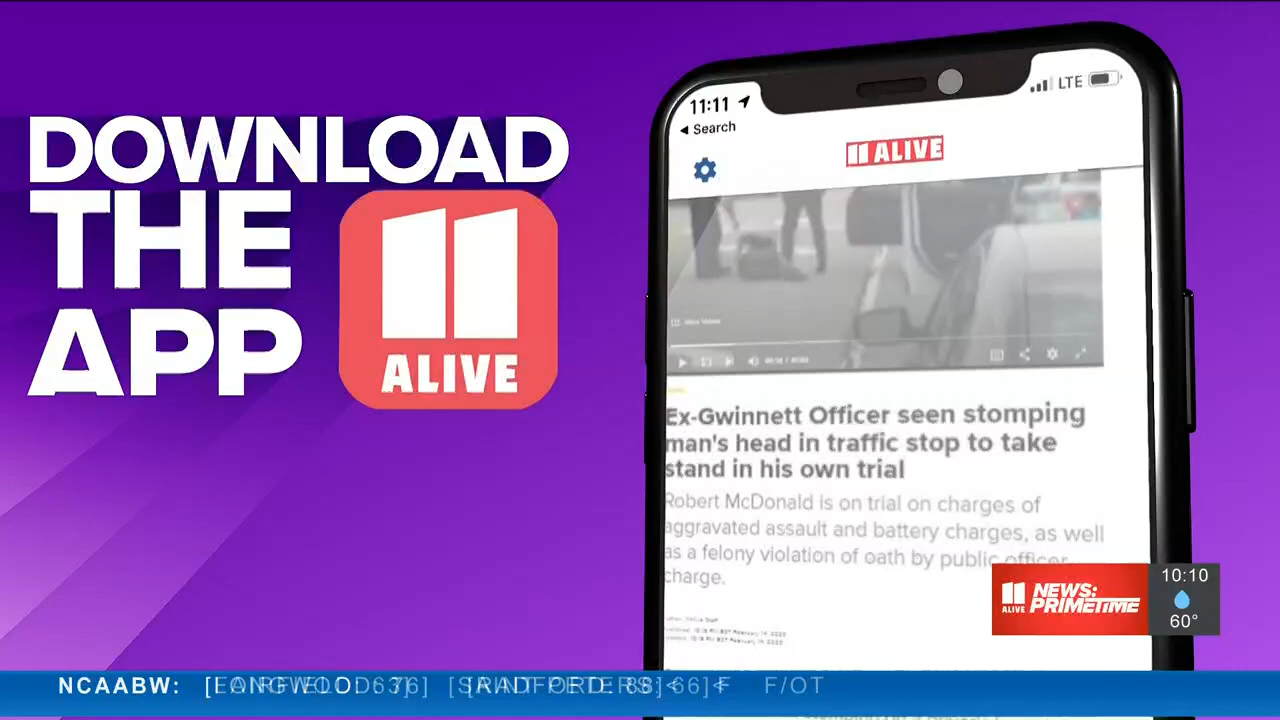 DOWNLOAD
THE
APP
ALIVE
11:11
LTE
Search
11 ALIVE
Ex-Gwinnett Officer seen stomping
man's head in traffic stop to take
stand in his own trial
Robert McDonald is on trial on charges of
aggravated assault and battery charges, as well
as a felony violation of oath by public officer
charge.
11 ALIVE NEWS: PRIMETIME
10:10
60°
NCAABW:
F/OT